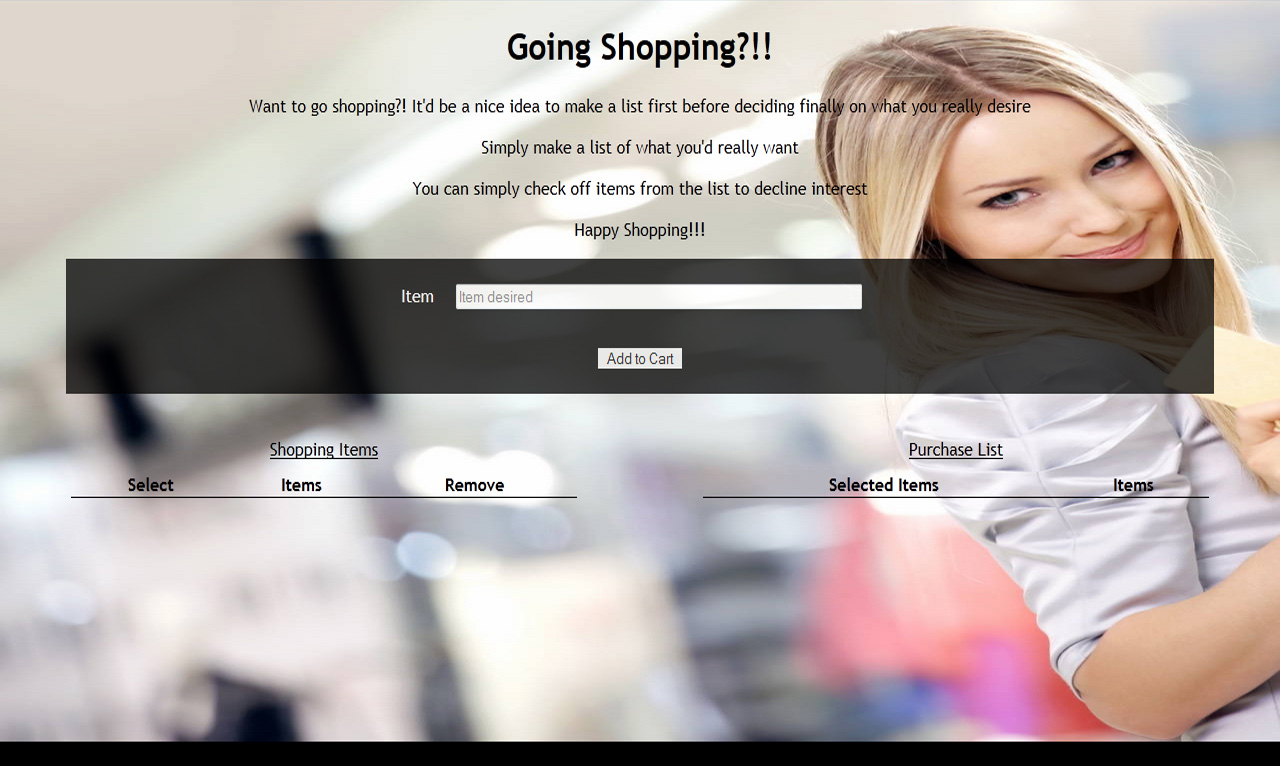 Going Shopping?!!
Want to go shopping?! It'd be a nice idea to make a list first before deciding finally on what you really desire
Simply make a list of what you'd really want
You can simply check off items from the list to decline interest
Happy Shopping!!!
Item Item desired
Add to Cart
Shopping Items
Select Items Remove
Purchase List
Selected Items Items